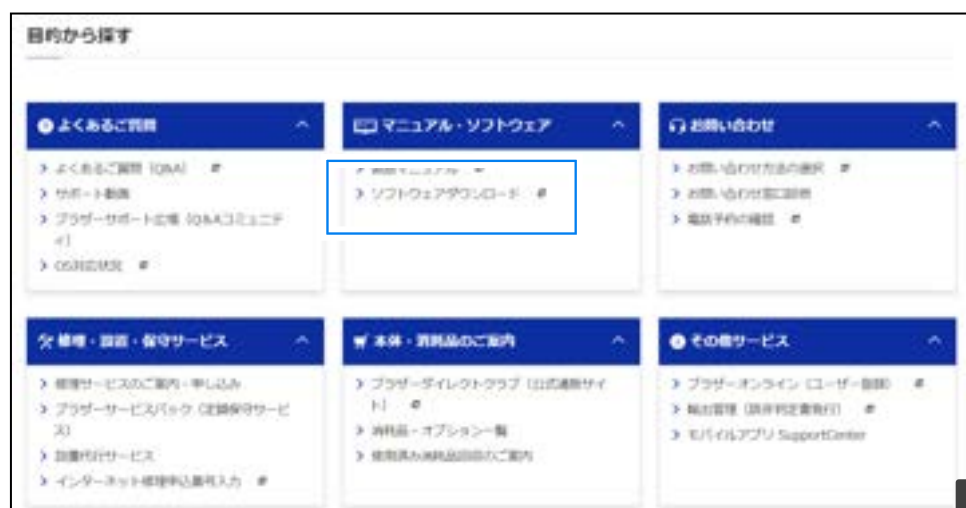 目的から探す
よくあるご質問
よくあるご質問 (Q&A)
サポート動画
ブラザーサポート広場 (Q&Aコミュニティ)
OS対応状況
マニュアル・ソフトウェア
ソフトウェアダウンロード
お問い合わせ
お問い合わせ方法の選択
お問い合わせ窓口診断
電話予約の確認
修理・設置・保守サービス
修理サービスのご案内・申し込み
ブラザーサービスパック (定額保守サービス)
設置代行サービス
インターネット修理申込番号入力
本体・消耗品のご案内
ブラザーダイレクトクラブ (公式通販サイト)
消耗品・オプション一覧
使用済み消耗品回収のご案内
その他サービス
ブラザーオンライン (ユーザー登録)
輸出管理 (該非判定書発行)
モバイルアプリ SupportCenter